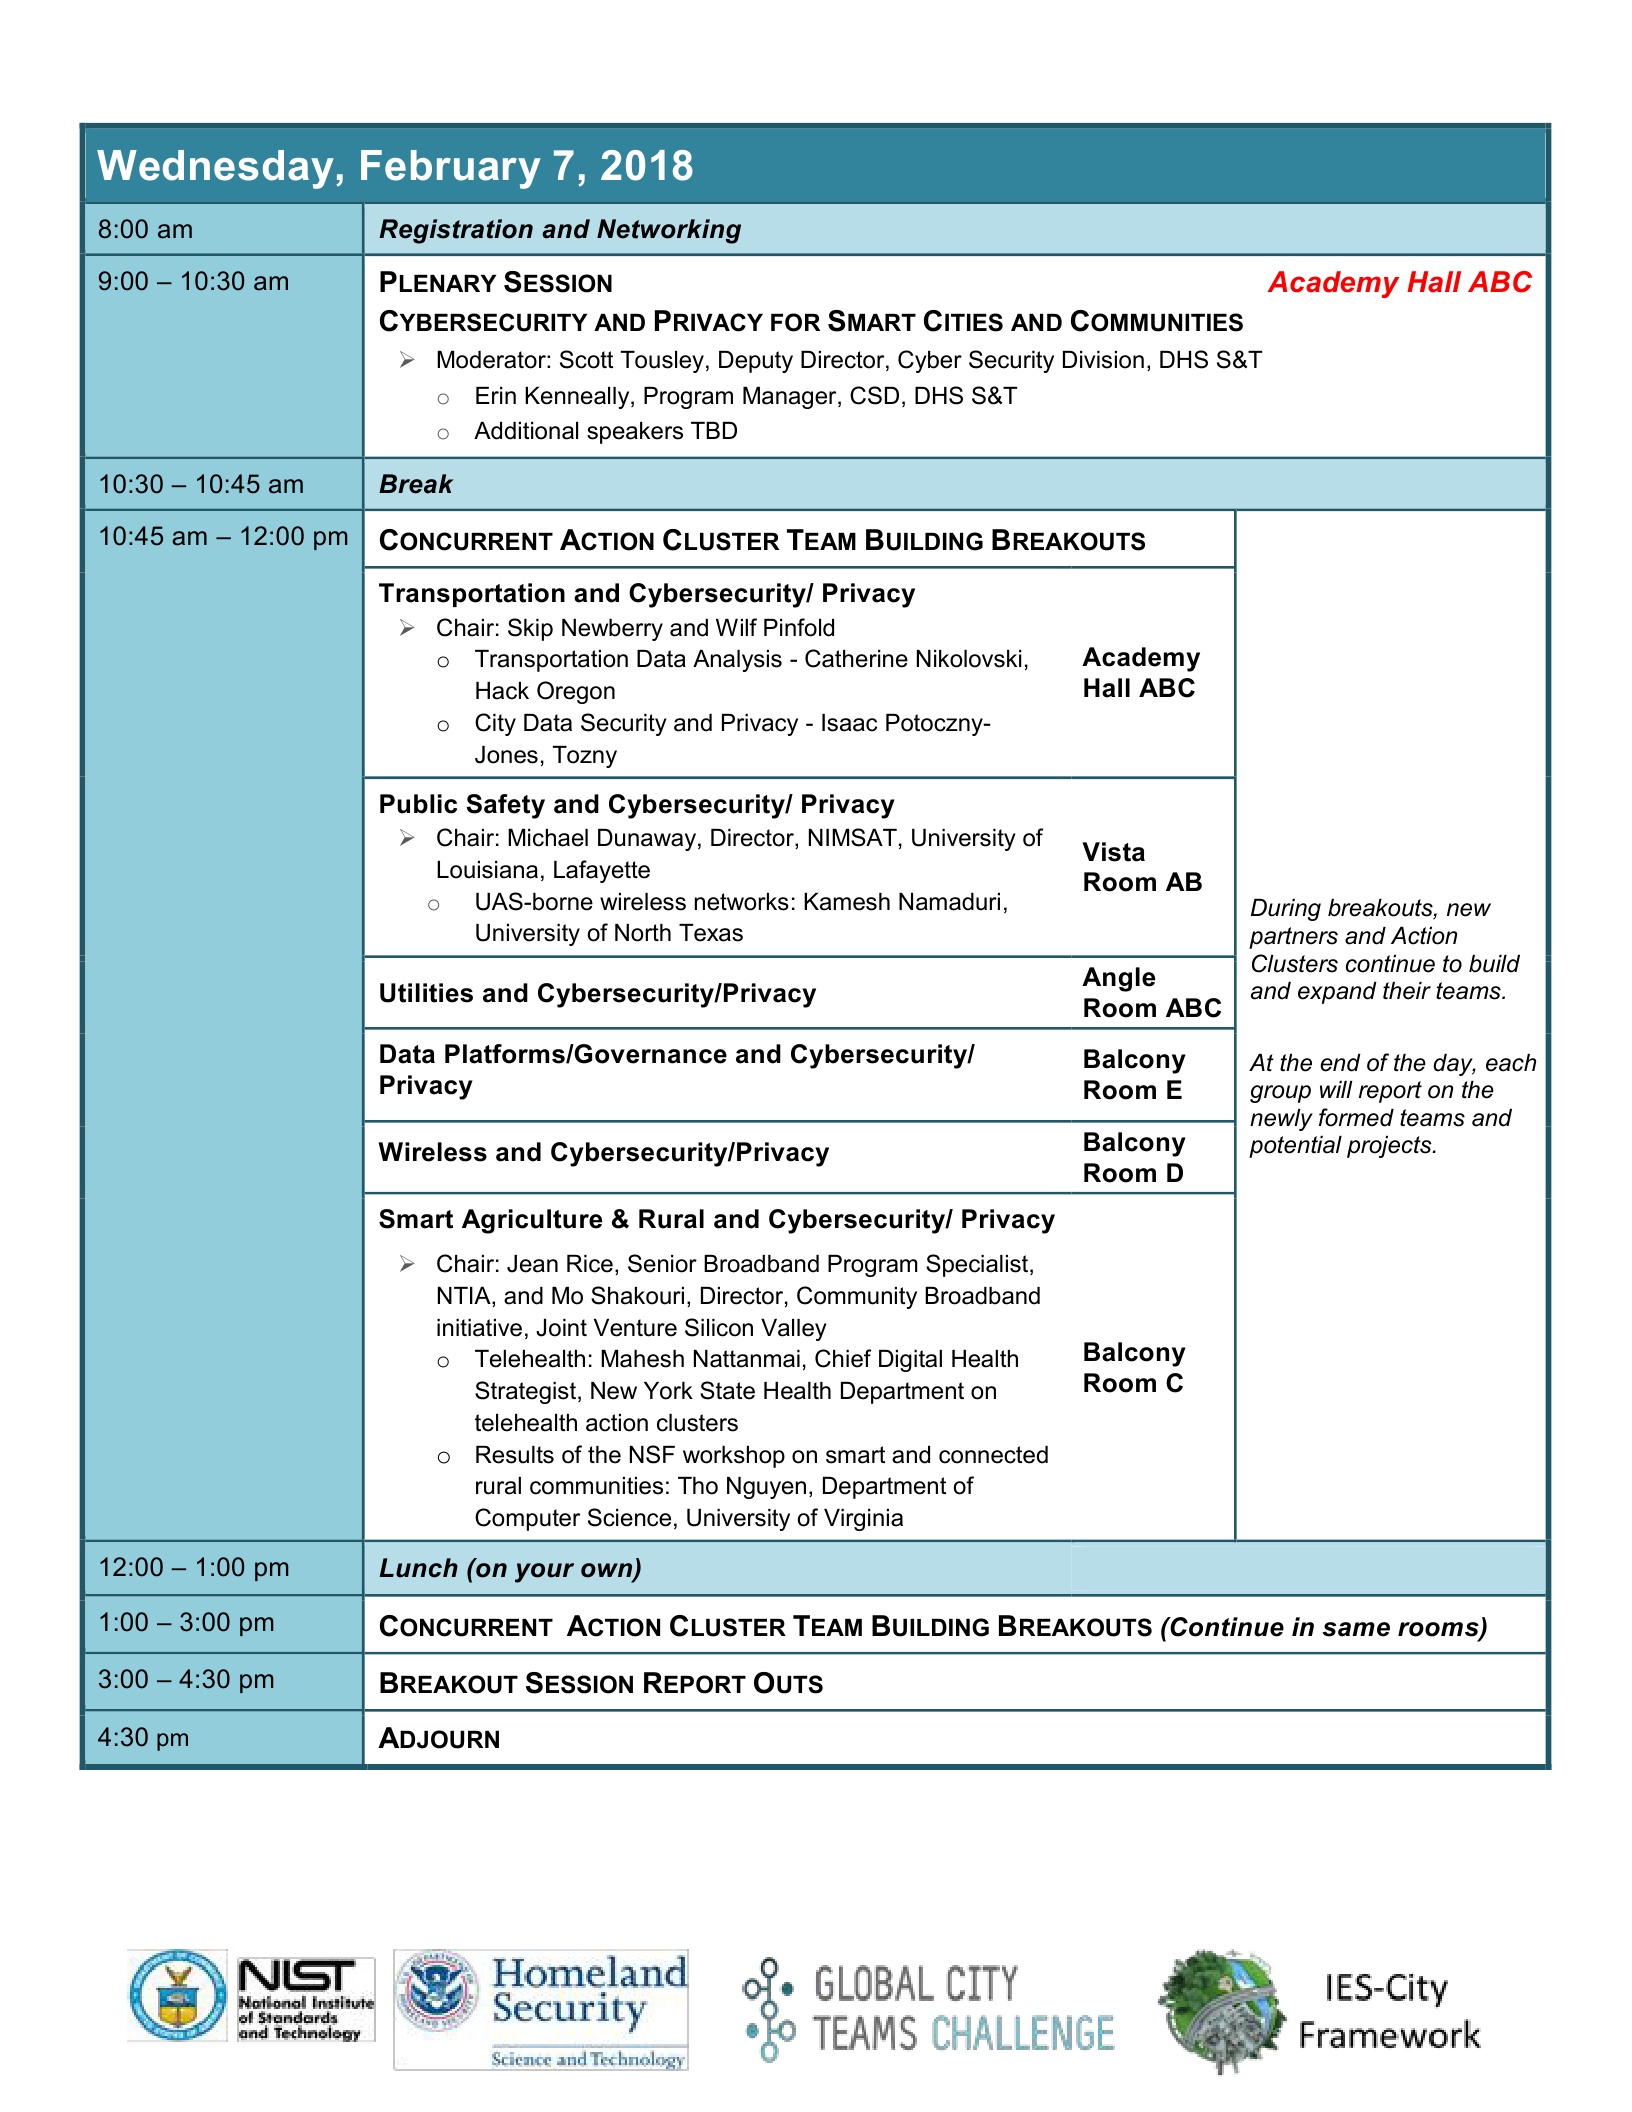 Wednesday, February 7, 2018
8:00 am
Registration and Networking
9:00 – 10:30 am
PLENARY SESSION
Academy Hall ABC
CYBERSECURITY AND PRIVACY FOR SMART CITIES AND COMMUNITIES
➢ Moderator: Scott Tousley, Deputy Director, Cyber Security Division, DHS S&T
o Erin Kenneally, Program Manager, CSD, DHS S&T
o Additional speakers TBD
10:30 – 10:45 am
Break
10:45 am – 12:00 pm
CONCURRENT ACTION CLUSTER TEAM BUILDING BREAKOUTS
Transportation and Cybersecurity/ Privacy
➢ Chair: Skip Newberry and Wilf Pinfold
o Transportation Data Analysis - Catherine Nikolovski,
Hack Oregon
o City Data Security and Privacy - Isaac Potoczny-
Jones, Tozny
Academy
Hall ABC
Public Safety and Cybersecurity/ Privacy
➢ Chair: Michael Dunaway, Director, NIMSAT, University of
Louisiana, Lafayette
o UAS-borne wireless networks: Kamesh Namaduri,
University of North Texas
Vista
Room AB
Utilities and Cybersecurity/Privacy
Angle
Room ABC
Data Platforms/Governance and Cybersecurity/
Privacy
Balcony
Room E
Wireless and Cybersecurity/Privacy
Balcony
Room D
Smart Agriculture & Rural and Cybersecurity/ Privacy
➢ Chair: Jean Rice, Senior Broadband Program Specialist,
NTIA, and Mo Shakouri, Director, Community Broadband
initiative, Joint Venture Silicon Valley
o Telehealth: Mahesh Nattanmai, Chief Digital Health
Strategist, New York State Health Department on
telehealth action clusters
o Results of the NSF workshop on smart and connected
rural communities: Tho Nguyen, Department of
Computer Science, University of Virginia
Balcony
Room C
During breakouts, new
partners and Action
Clusters continue to build
and expand their teams.
At the end of the day, each
group will report on the
newly formed teams and
potential projects.
12:00 – 1:00 pm
Lunch (on your own)
1:00 – 3:00 pm
CONCURRENT ACTION CLUSTER TEAM BUILDING BREAKOUTS (Continue in same rooms)
3:00 – 4:30 pm
BREAKOUT SESSION REPORT OUTS
4:30 pm
ADJOURN
NIST
National Institute
of Standards
and Technology
Homeland
Security
Science and Technology
GLOBAL CITY
TEAMS CHALLENGE
IES-City
Framework